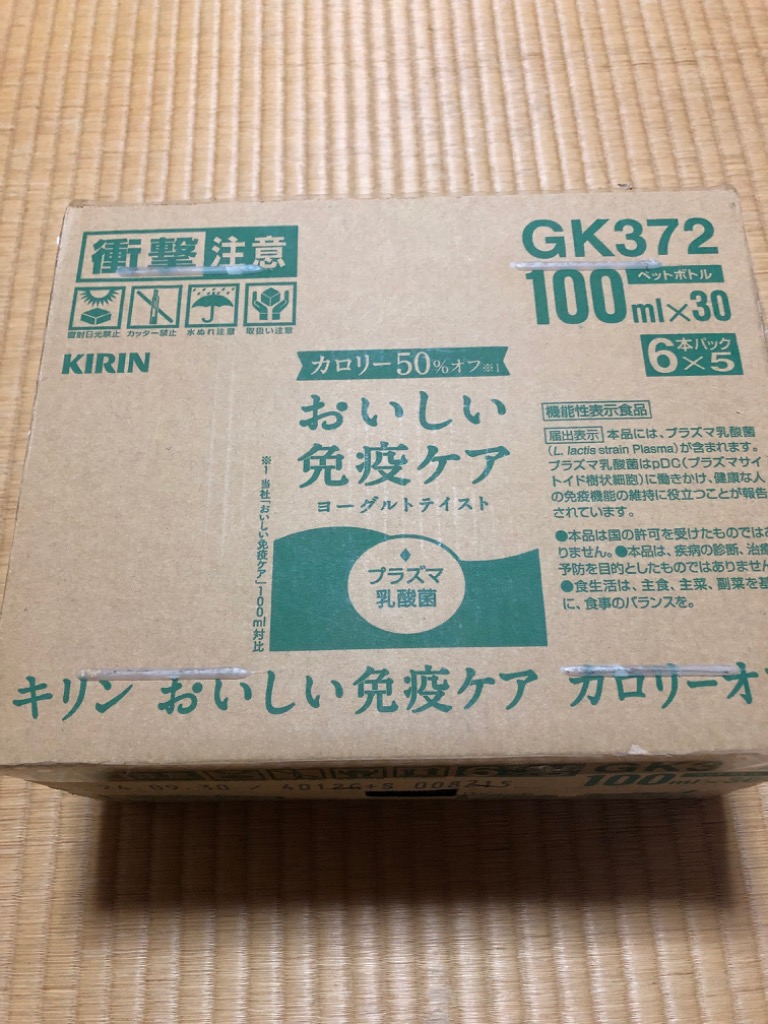 衝撃注意
GK372
100ml×30
ペットボトル
直射日光禁止 カッター禁止 水ぬれ注意 取扱い注意
6本パック×5
KIRIN
カロリー50%オフ※1
おいしい
免疫ケア
ヨーグルトテイスト
※1 当社「おいしい免疫ケア」100ml対比
プラズマ
乳酸菌
機能性表示食品
届出表示 本品には、プラズマ乳酸菌
(L. lactis strain Plasma)が含まれます。
プラズマ乳酸菌はpDC(プラズマサイ
トイド樹状細胞)に働きかけ、健康な人
の免疫機能の維持に役立つことが報告
されています。
●本品は国の許可を受けたものではあ
りません。●本品は、疾病の診断、治療
予防を目的としたものではありません
●食生活は、主食、主菜、副菜を基
に、食事のバランスを。
キリン おいしい免疫ケア カロリーオ
GK3
100ml